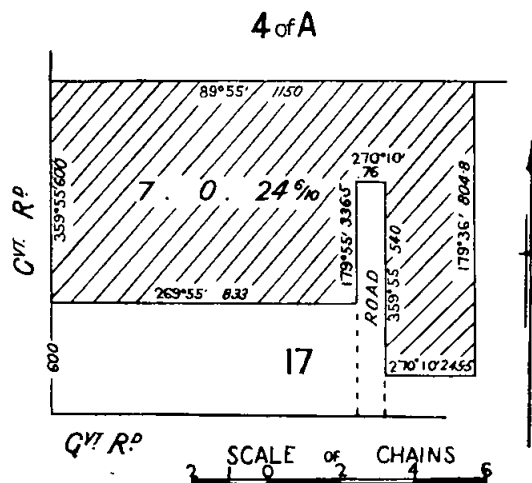 4 of A
89°55' 1150
270°10'
76
7. 0. 24 6/10
359°55' 600
GVT. RD
179°55' 336.5
ROAD
359°55' 540
179°36' 804.8
269°55' 833
17
270°10' 245.5
600
GVT. RD
SCALE OF CHAINS
2 1 0 2 4 6